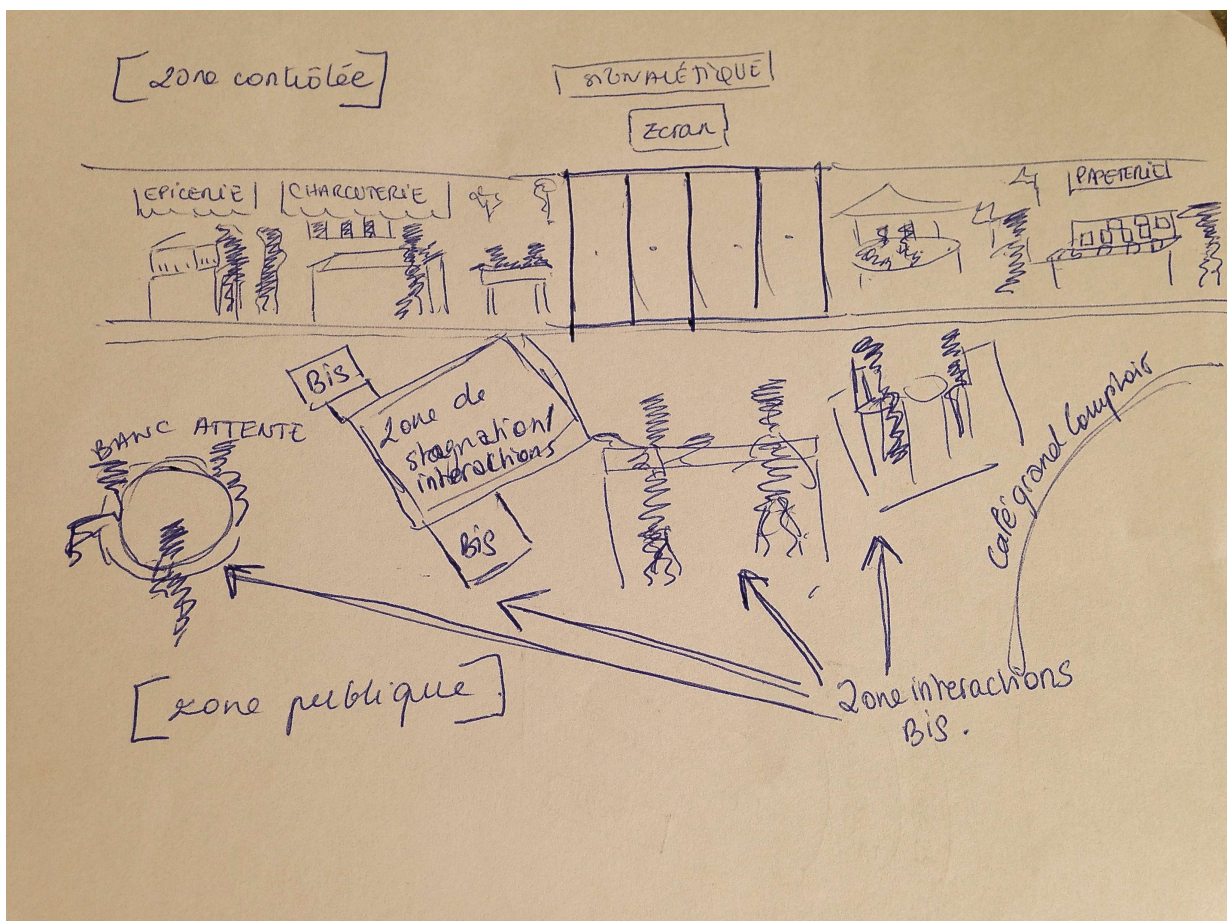 [zone contrôlée]
SIGNALÉTIQUE
Ecran
EPICERIE
CHARCUTERIE
PAPETERIE
Bis
Zone de
stagnation/
interactions
BANC ATTENTE
Bis
café grand Comptoir
[zone publique]
Zone interactions
Bis.